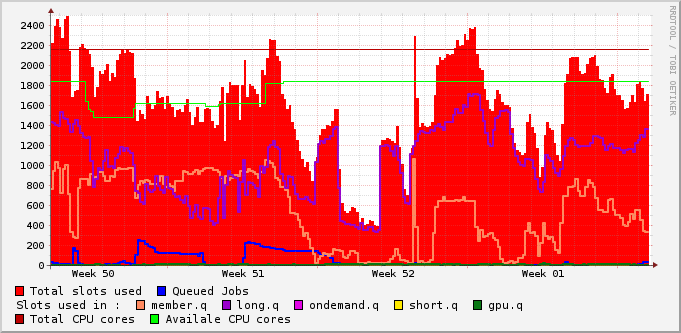 RRDTOOL / TOBI OETIKER
2400
2200
2000
1800
1600
1400
1200
1000
800
600
400
200
0
Week 50 Week 51 Week 52 Week 01
Total slots used Queued Jobs
Slots used in : member.q long.q ondemand.q short.q gpu.q
Total CPU cores Availale CPU cores